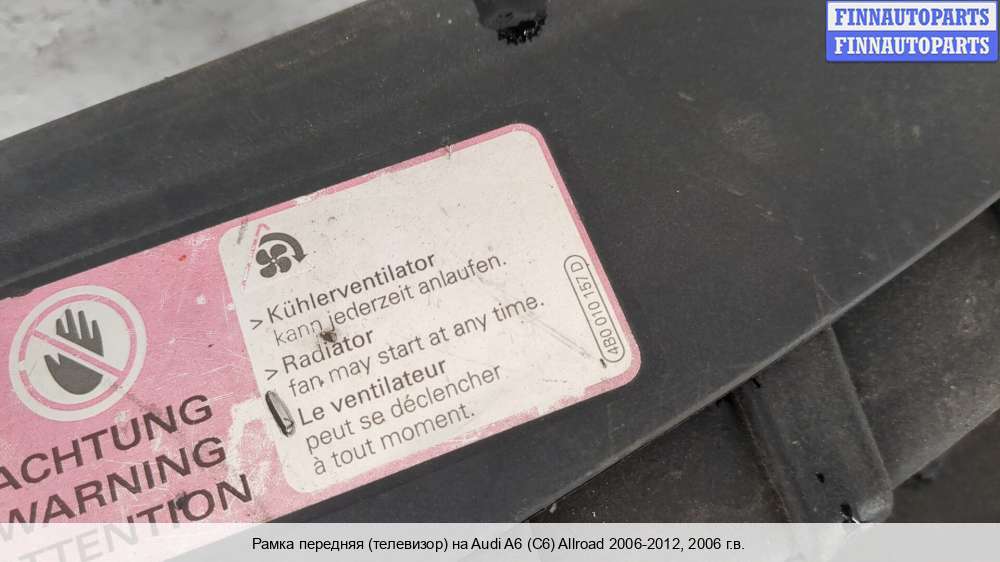 FINNAUTOPARTS
FINNAUTOPARTS
> Kühlerventilator
kann jederzeit anlaufen.
> Radiator
fan may start at any time.
Le ventilateur
peut se déclencher
à tout moment.
4B0 010 157 D
ACHTUNG
WARNING
ATTENTION
Рамка передняя (телевизор) на Audi A6 (C6) Allroad 2006-2012, 2006 г.в.